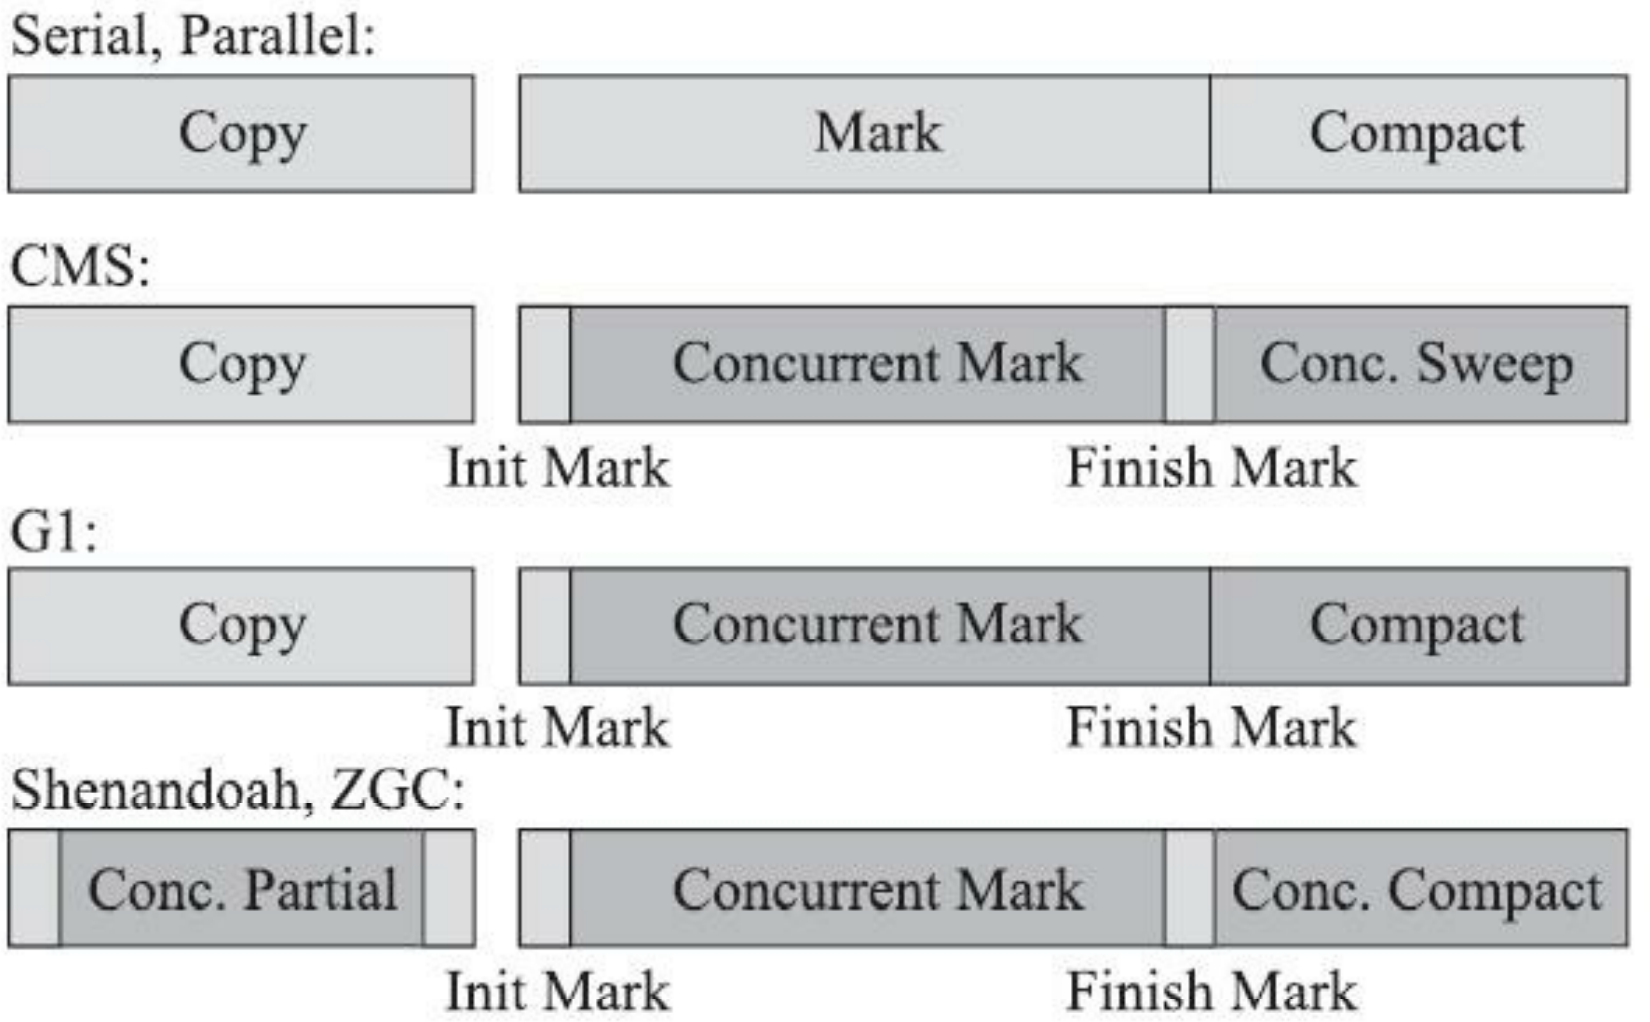 Serial, Parallel:
Copy Mark Compact
CMS:
Copy Concurrent Mark Conc. Sweep
Init Mark Finish Mark
G1:
Copy Concurrent Mark Compact
Init Mark Finish Mark
Shenandoah, ZGC:
Conc. Partial Concurrent Mark Conc. Compact
Init Mark Finish Mark